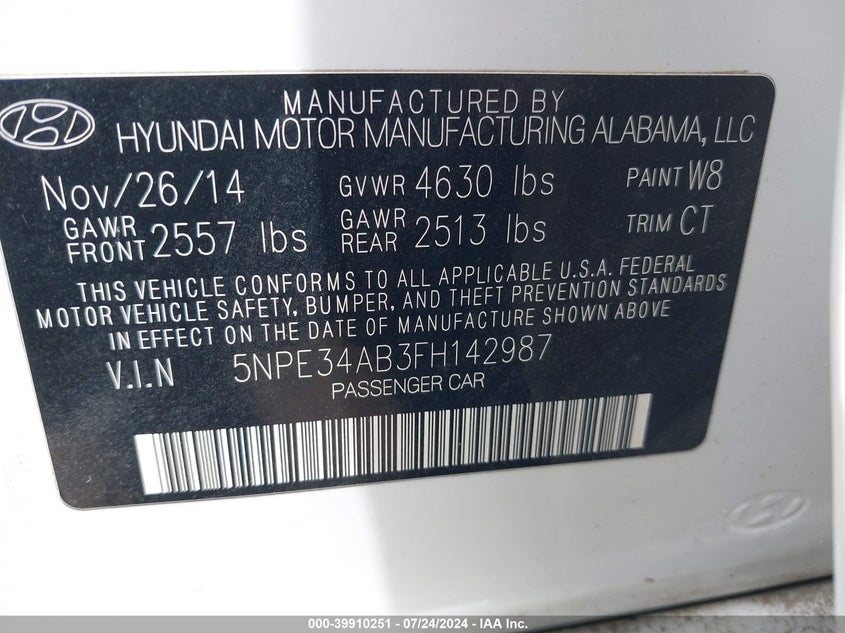 MANUFACTURED BY
HYUNDAI MOTOR MANUFACTURING ALABAMA, LLC
Nov/26/14 GVWR 4630 lbs PAINT W8
GAWR FRONT 2557 lbs GAWR REAR 2513 lbs TRIM CT
THIS VEHICLE CONFORMS TO ALL APPLICABLE U.S.A. FEDERAL
MOTOR VEHICLE SAFETY, BUMPER, AND THEFT PREVENTION STANDARDS
IN EFFECT ON THE DATE OF MANUFACTURE SHOWN ABOVE
V.I.N 5NPE34AB3FH142987
PASSENGER CAR
000-39910251 - 07/24/2024 - IAA Inc.